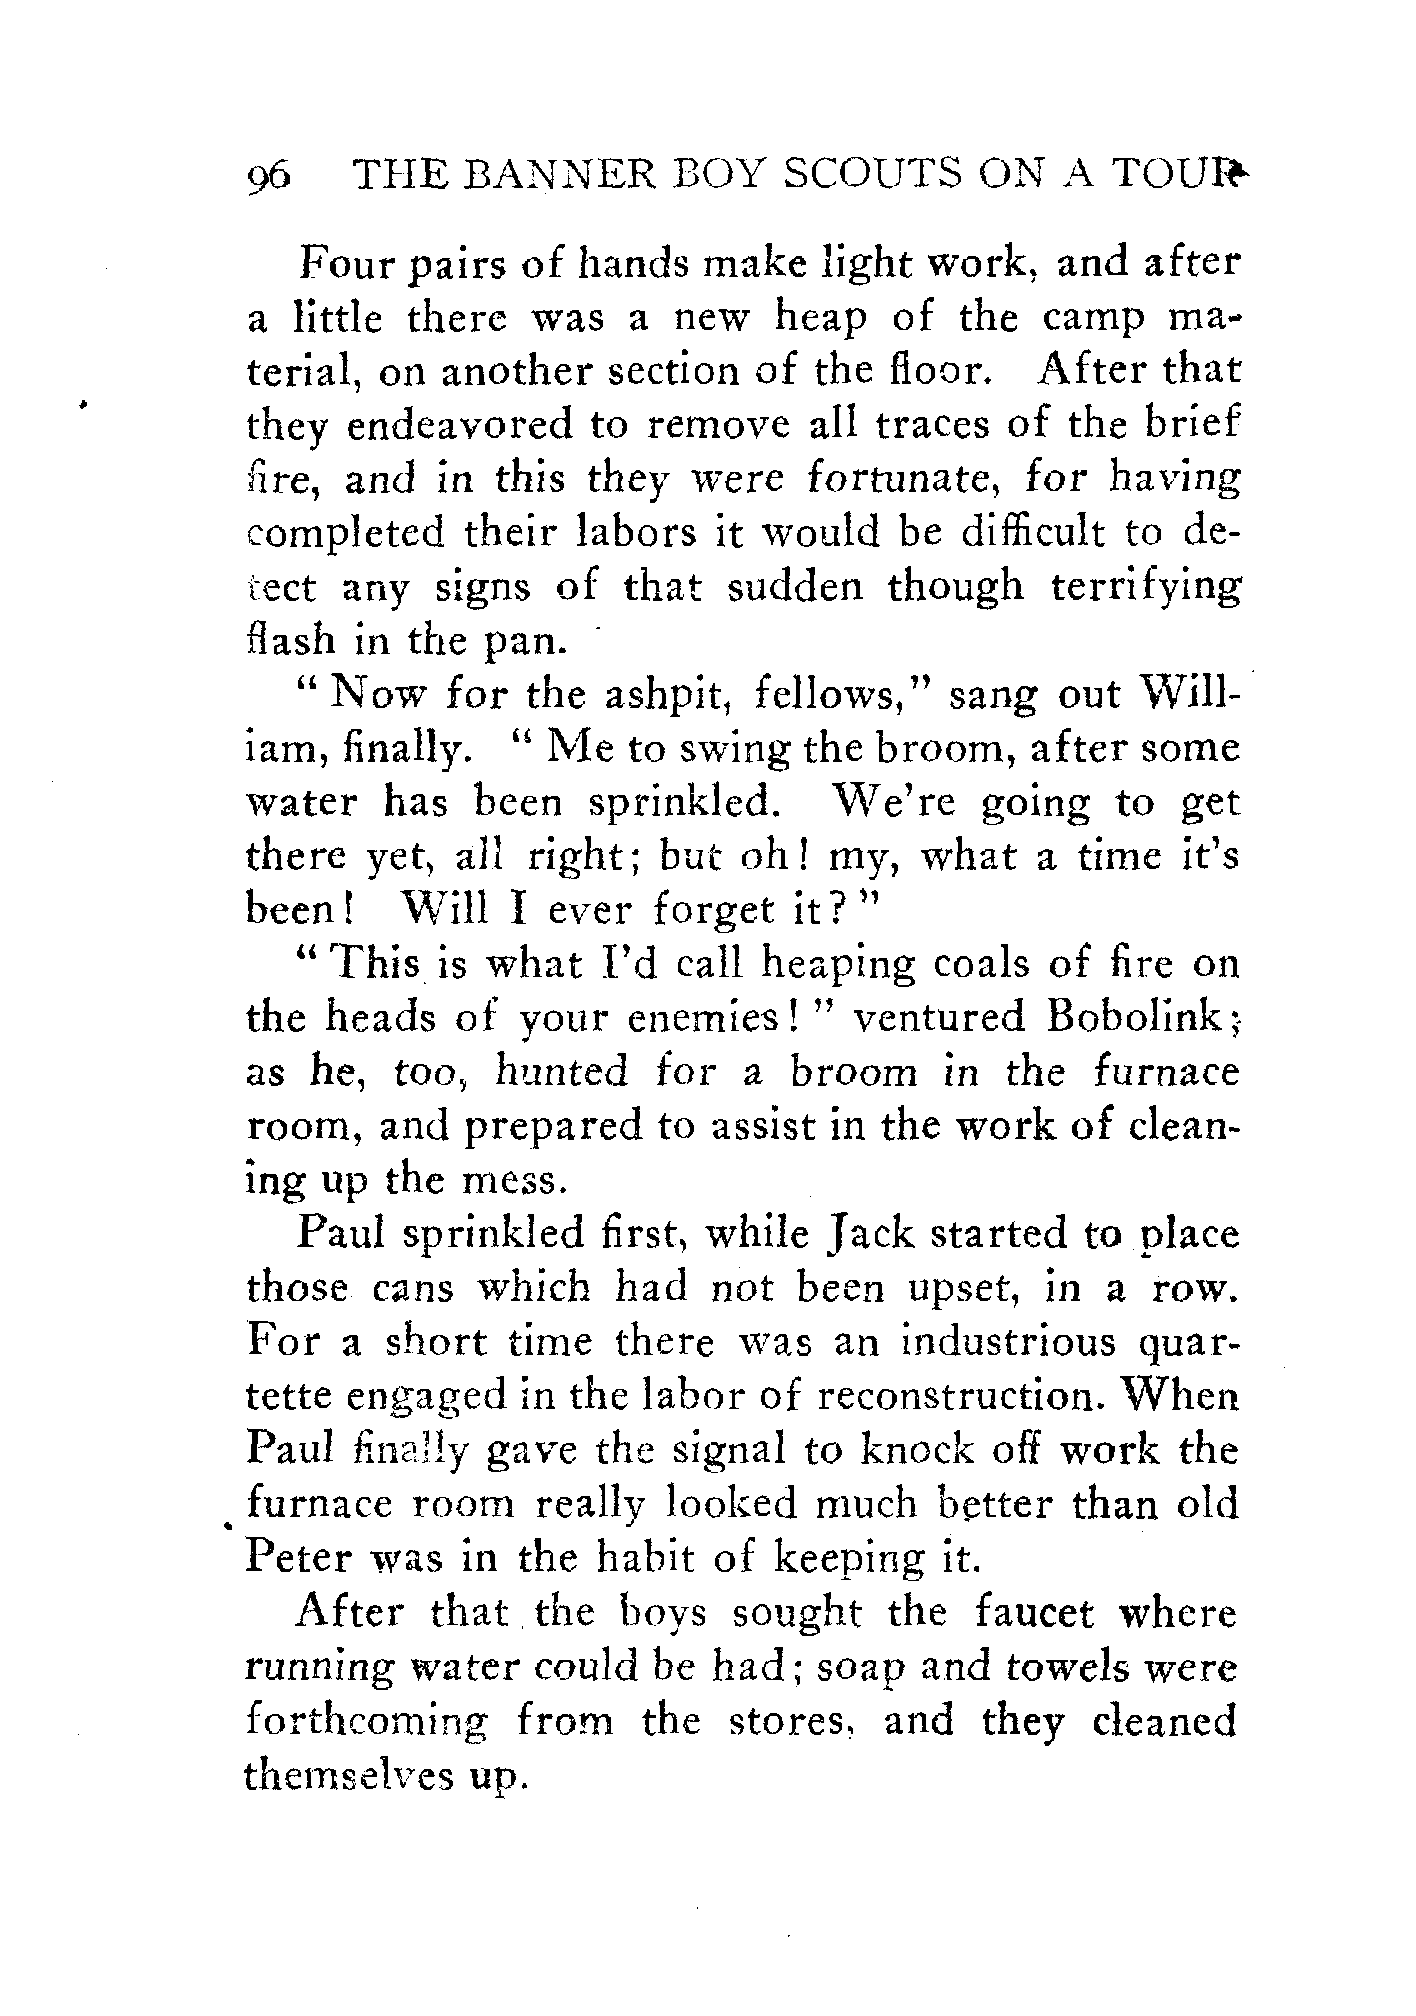 96 THE BANNER BOY SCOUTS ON A TOUR
Four pairs of hands make light work, and after
a little there was a new heap of the camp ma-
terial, on another section of the floor. After that
they endeavored to remove all traces of the brief
fire, and in this they were fortunate, for having
completed their labors it would be difficult to de-
tect any signs of that sudden though terrifying
flash in the pan.
" Now for the ashpit, fellows," sang out Will-
iam, finally. " Me to swing the broom, after some
water has been sprinkled. We're going to get
there yet, all right; but oh! my, what a time it's
been! Will I ever forget it? "
" This is what I'd call heaping coals of fire on
the heads of your enemies! " ventured Bobolink;
as he, too, hunted for a broom in the furnace
room, and prepared to assist in the work of clean-
ing up the mess.
Paul sprinkled first, while Jack started to place
those cans which had not been upset, in a row.
For a short time there was an industrious quar-
tette engaged in the labor of reconstruction. When
Paul finally gave the signal to knock off work the
furnace room really looked much better than old
Peter was in the habit of keeping it.
After that the boys sought the faucet where
running water could be had; soap and towels were
forthcoming from the stores, and they cleaned
themselves up.